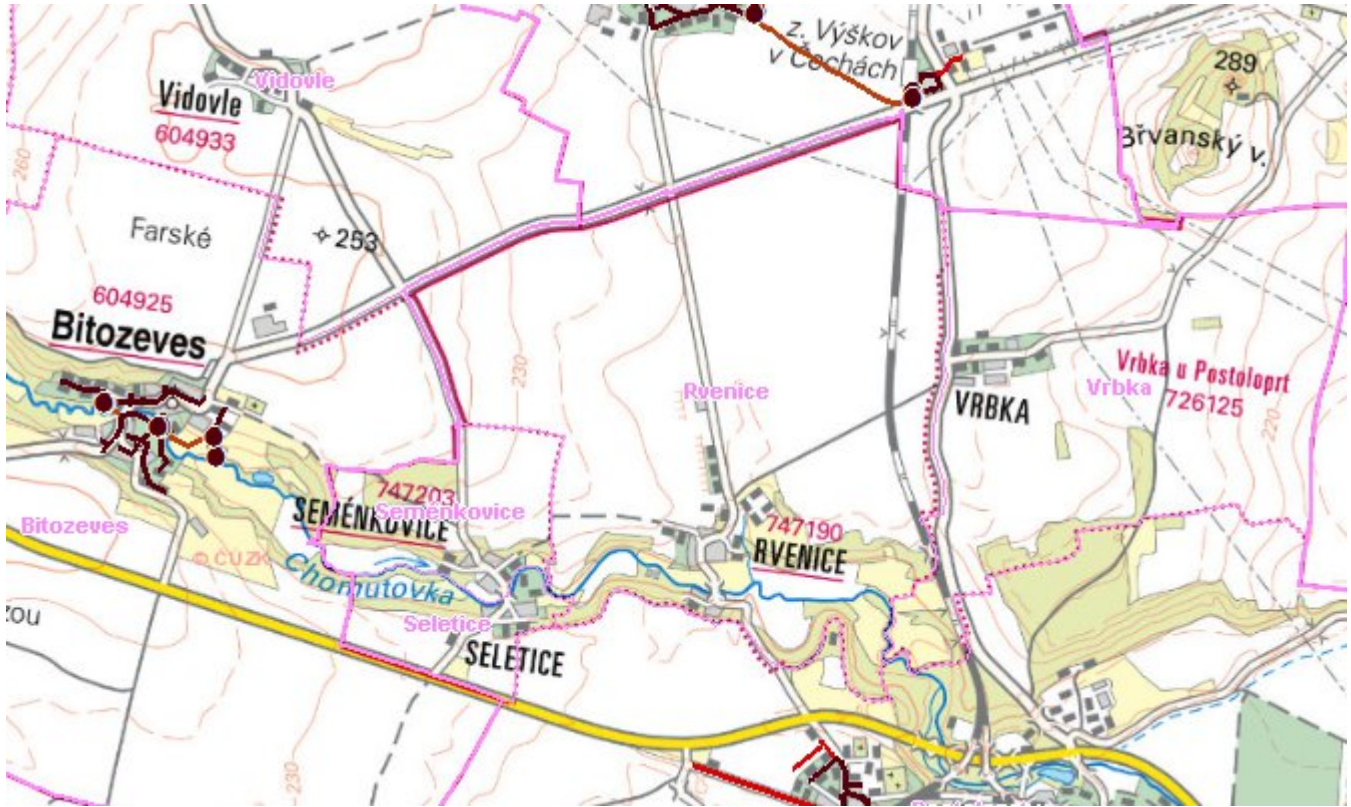 z. Výškov
v Čechách
289
Břvanský v.
Vidovle
Vidovle
604933
260
Farské
253
604925
Bitozeves
230
Rvenice
Vrbka u Postoloprt
Vrbka
726125
VRBKA
220
747203
Seménkovice
SEMÉNKOVICE
Bitozeves
747190
RVENICE
© ČÚZK
Chomutovka
zou
Seletice
SELETICE
230